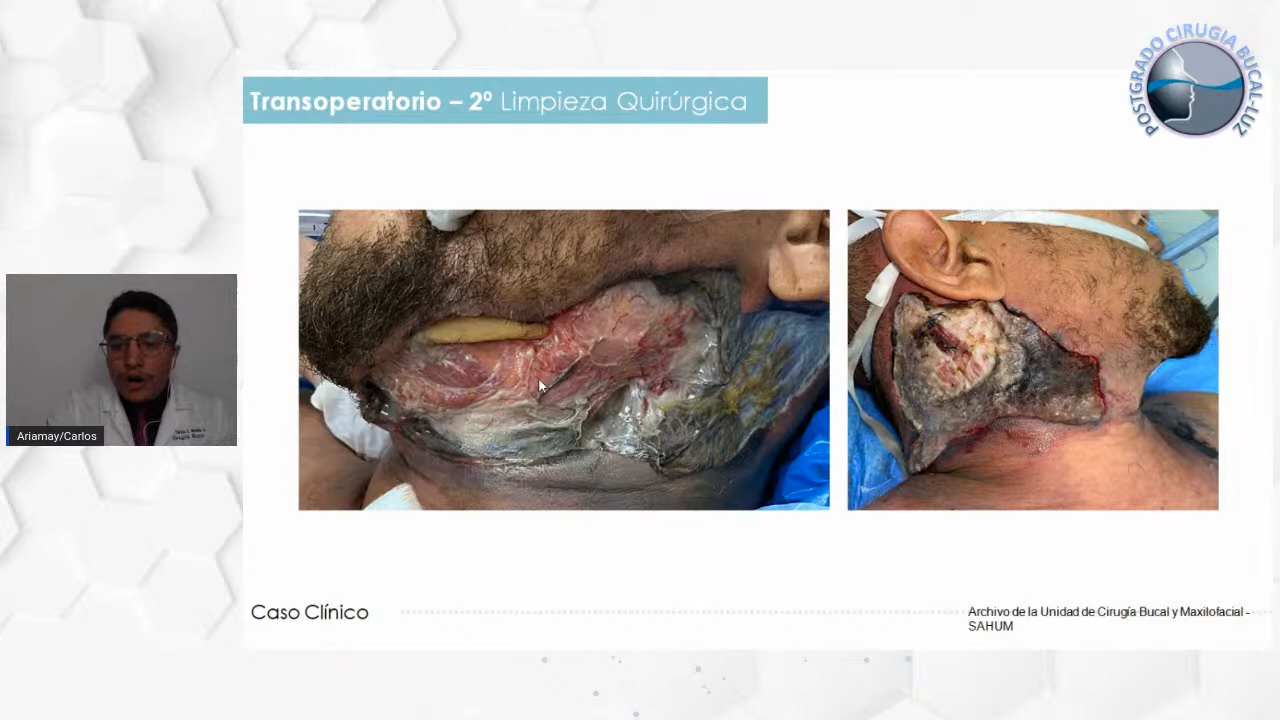 POSTGRADO CIRUGIA BUCAL-LUZ
Transoperatorio – 2º Limpieza Quirúrgica
Ariamay/Carlos
Caso Clínico
Archivo de la Unidad de Cirugía Bucal y Maxilofacial -
SAHUM